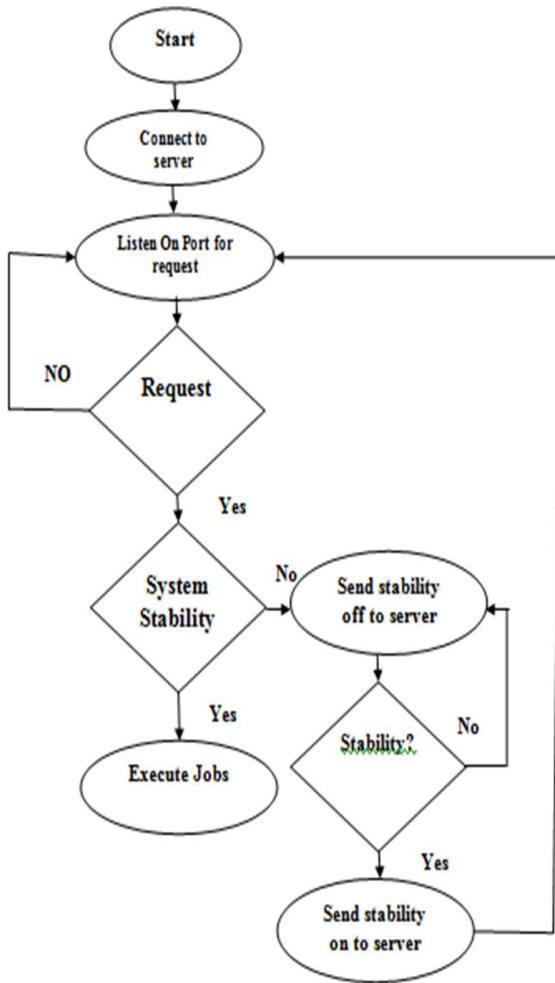 Start
Connect to
server
Listen On Port for
request
NO
Request
Yes
System
Stability
No
Send stability
off to server
Yes
Execute Jobs
Stability?
No
Yes
Send stability
on to server